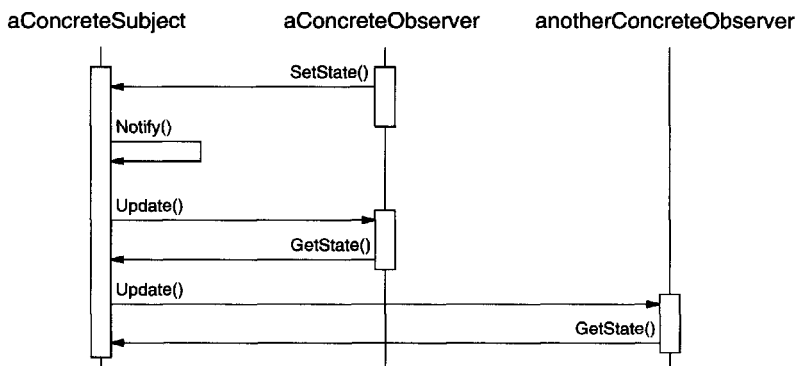 aConcreteSubject aConcreteObserver anotherConcreteObserver
SetState()
Notify()
Update()
GetState()
Update()
GetState()